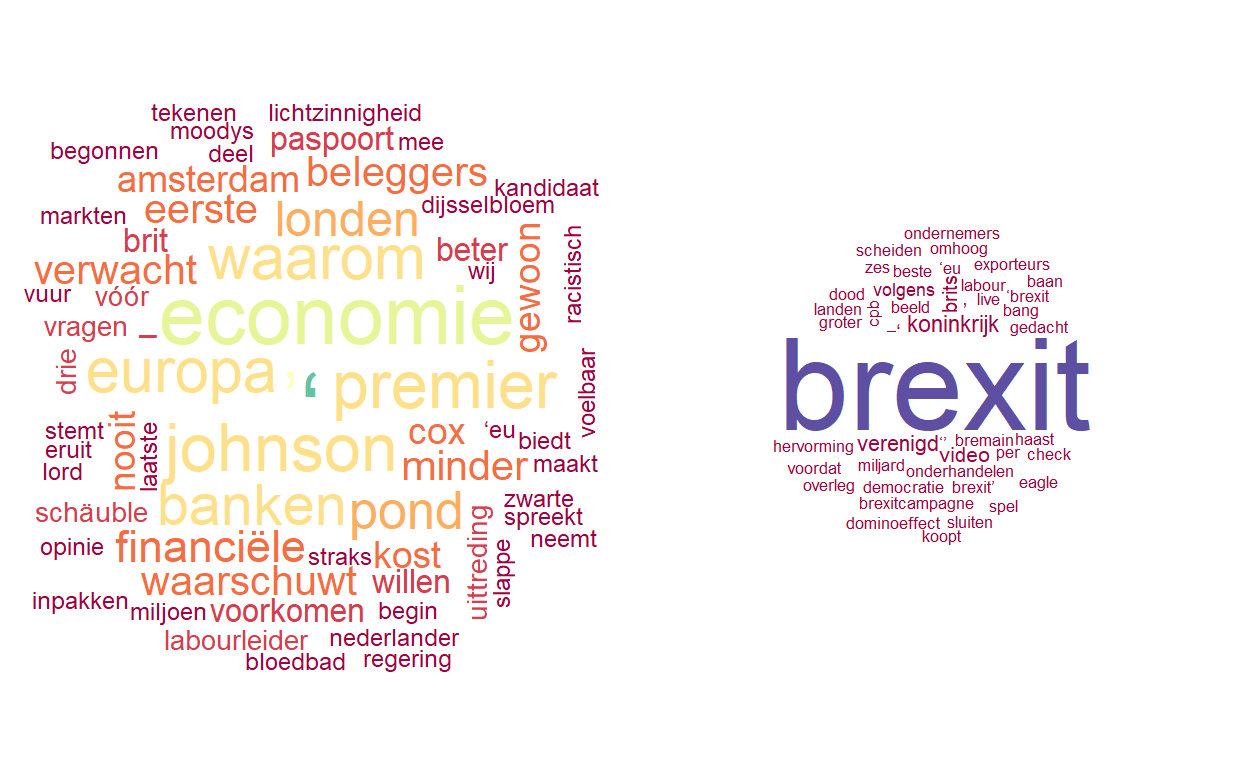 tekenen lichtzinnigheid
moodys paspoort mee
begonnen deel
amsterdam beleggers kandidaat
markten eerste londen dijsselbloem
brit waarom beter gewoon racistisch
verwacht wij
vuur vóór economie
vragen –
drie europa ’ ‘ premier voelbaar
stemt nooit johnson cox ‘eu biedt
eruit laatste minder maakt
lord
banken pond zwarte
schäuble spreekt
opinie financiële straks kost uittreding neemt
waarschuwt willen slappe
inpakken miljoen voorkomen begin
labourleider nederlander
bloedbad regering
ondernemers
scheiden omhoog
zes beste ‘eu exporteurs
dood volgens brits labour baan
landen cpb beeld ’ live ‘brexit bang
groter –‘ koninkrijk gedacht
brexit
hervorming verenigd ‘’ bremain haast
video per check
voordat miljard onderhandelen
overleg democratie brexit’ eagle
brexitcampagne spel
dominoeffect sluiten
koopt